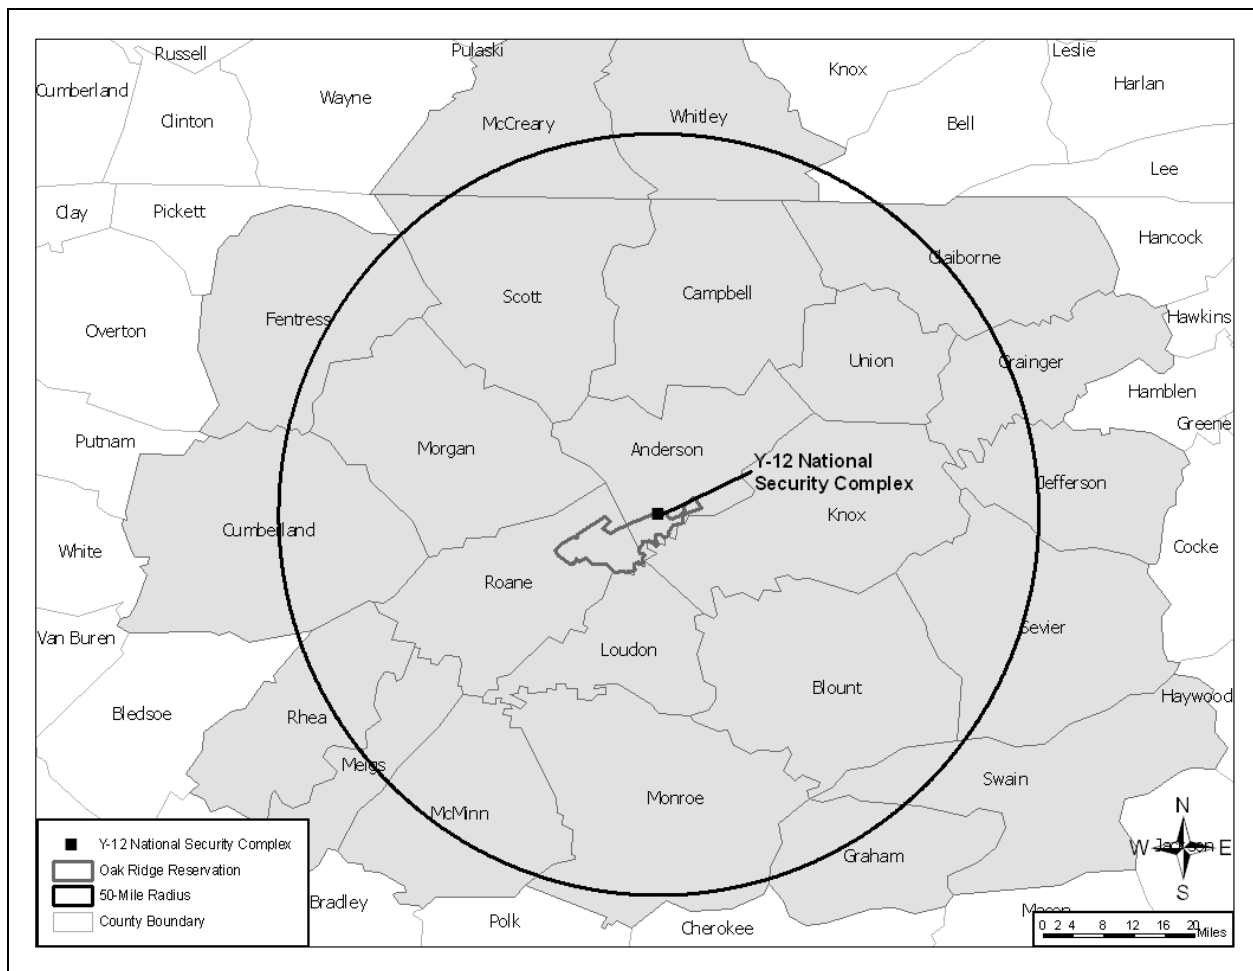 Russell
Pulaski
Leslie
Cumberland
Wayne
Knox
Harlan
Clinton
McCreary
Whitley
Bell
Lee
Clay
Pickett
Hancock
Claiborne
Scott
Campbell
Overton
Fentress
Hawkins
Union
Grainger
Hamblen
Greene
Putnam
Morgan
Anderson
Y-12 National
Security Complex
Jefferson
Knox
Cumberland
White
Cocke
Roane
Van Buren
Loudon
Sevier
Blount
Haywood
Bledsoe
Rhea
Meigs
Swain
Monroe
McMinn
Graham
N
W
E
S
Jackson
Y-12 National Security Complex
Oak Ridge Reservation
50-Mile Radius
County Boundary
Bradley
Polk
Cherokee
Macon
0 2 4 8 12 16 20
Miles